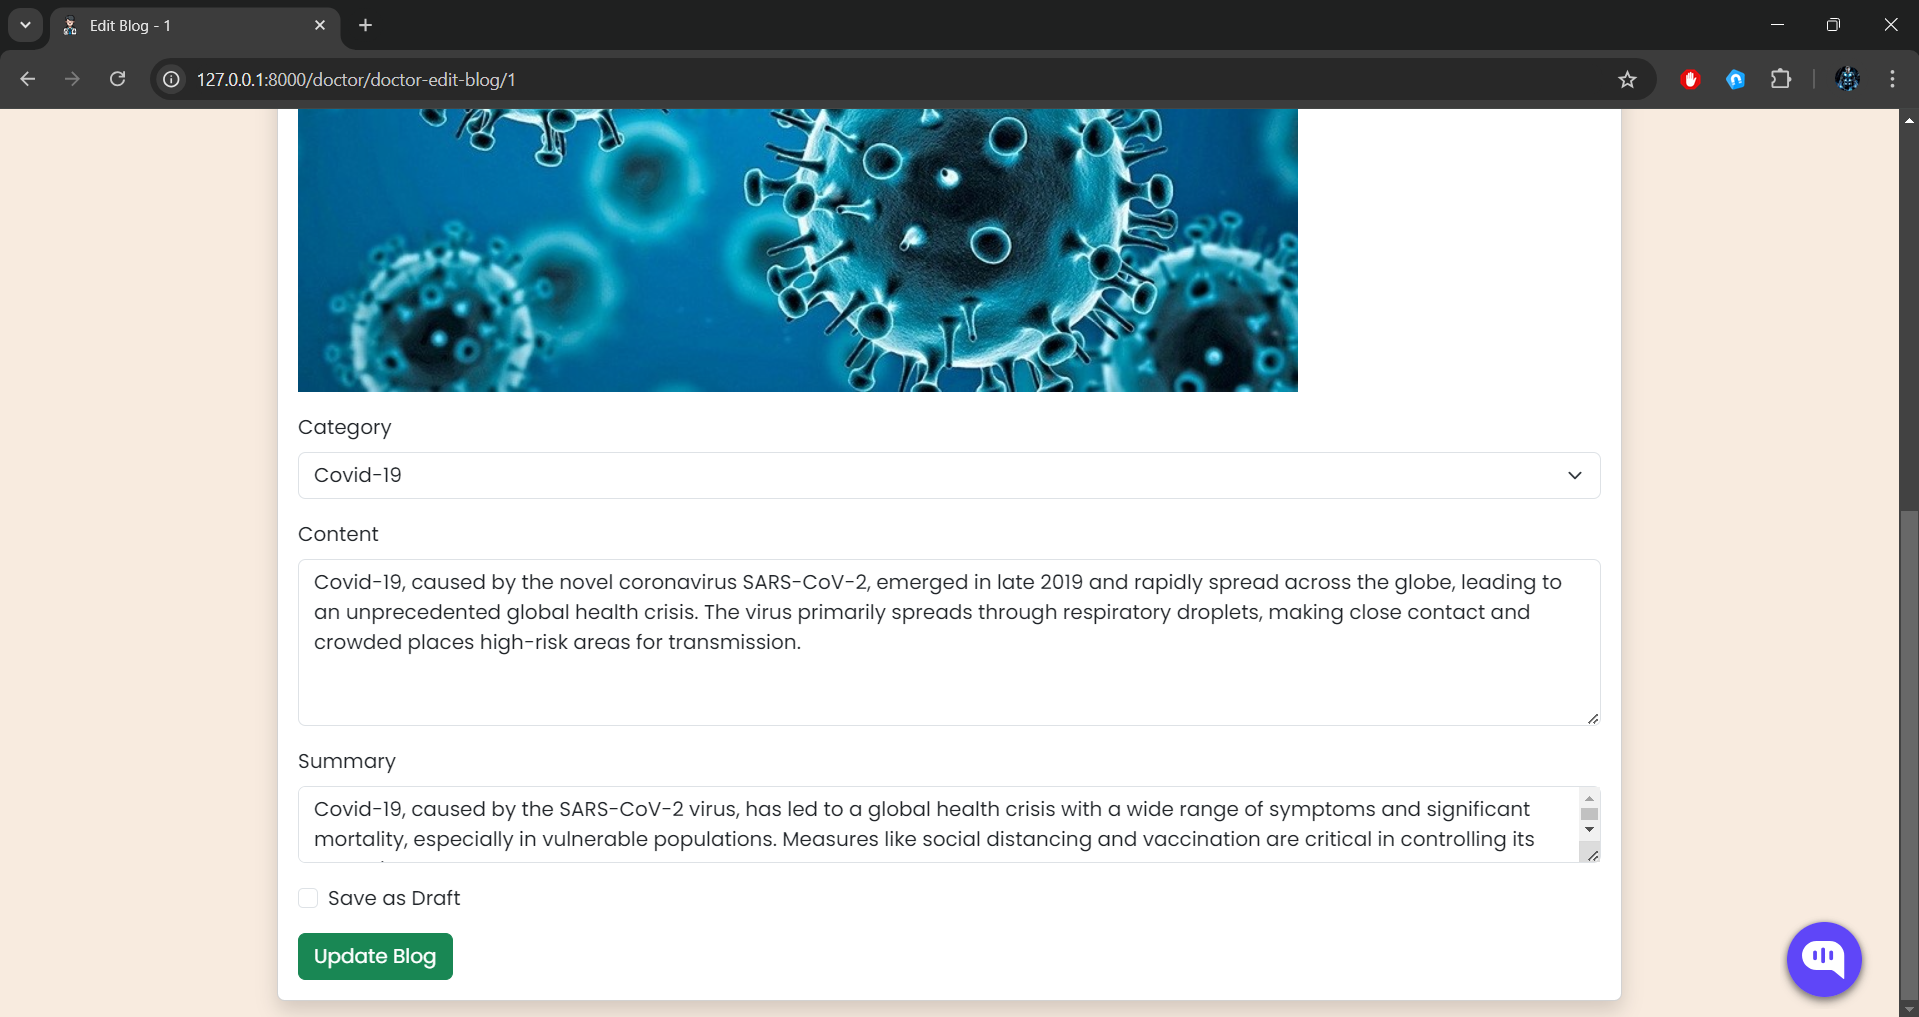 Edit Blog - 1
127.0.0.1:8000/doctor/doctor-edit-blog/1
Category
Covid-19
Content
Covid-19, caused by the novel coronavirus SARS-CoV-2, emerged in late 2019 and rapidly spread across the globe, leading to
an unprecedented global health crisis. The virus primarily spreads through respiratory droplets, making close contact and
crowded places high-risk areas for transmission.
Summary
Covid-19, caused by the SARS-CoV-2 virus, has led to a global health crisis with a wide range of symptoms and significant
mortality, especially in vulnerable populations. Measures like social distancing and vaccination are critical in controlling its
Save as Draft
Update Blog